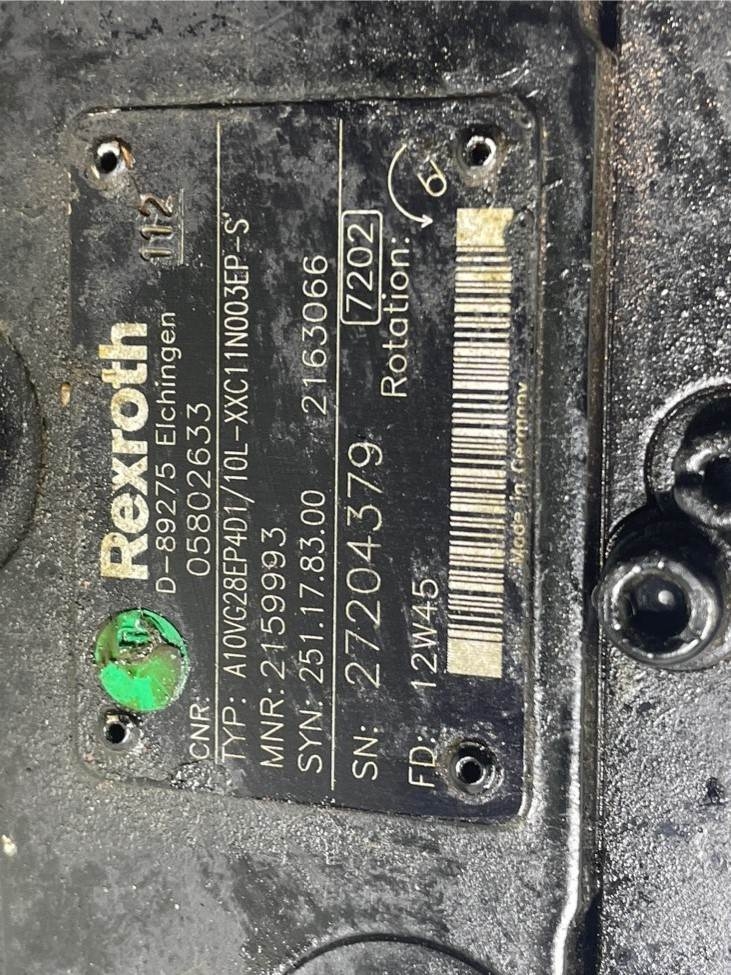 Rexroth
D-89275 Elchingen
112
CNR: 05802633
TYP: A10VG28EP4D1/10L-XXC11N003EP-S
MNR: 2159993
SYN: 251.17.83.00 2163066
SN: 27204379 7202
FD: 12W45 Rotation:
Made in Germany